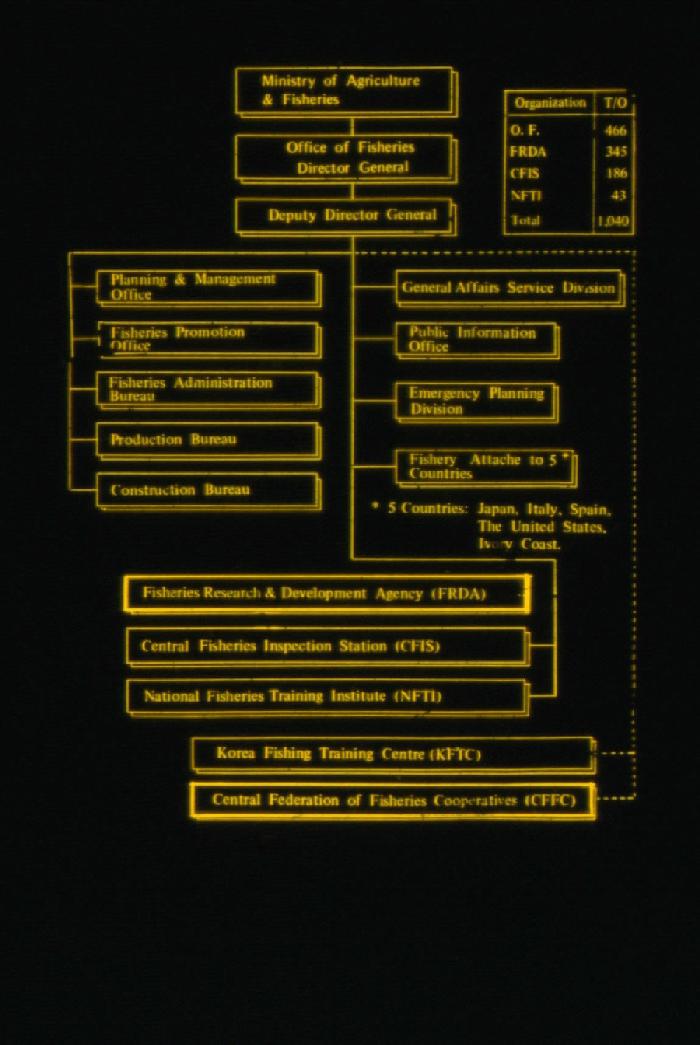 Ministry of Agriculture
& Fisheries
Office of Fisheries
Director General
Deputy Director General
Organization T/O
O. F. 466
FRDA 345
CFIS 186
NFTI 43
Total 1,040
Planning & Management
Office
Fisheries Promotion
Office
Fisheries Administration
Bureau
Production Bureau
Construction Bureau
General Affairs Service Division
Public Information
Office
Emergency Planning
Division
Fishery Attache to 5 *
Countries
* 5 Countries: Japan, Italy, Spain,
The United States,
Ivory Coast.
Fisheries Research & Development Agency (FRDA)
Central Fisheries Inspection Station (CFIS)
National Fisheries Training Institute (NFTI)
Korea Fishing Training Centre (KFTC)
Central Federation of Fisheries Cooperatives (CFFC)